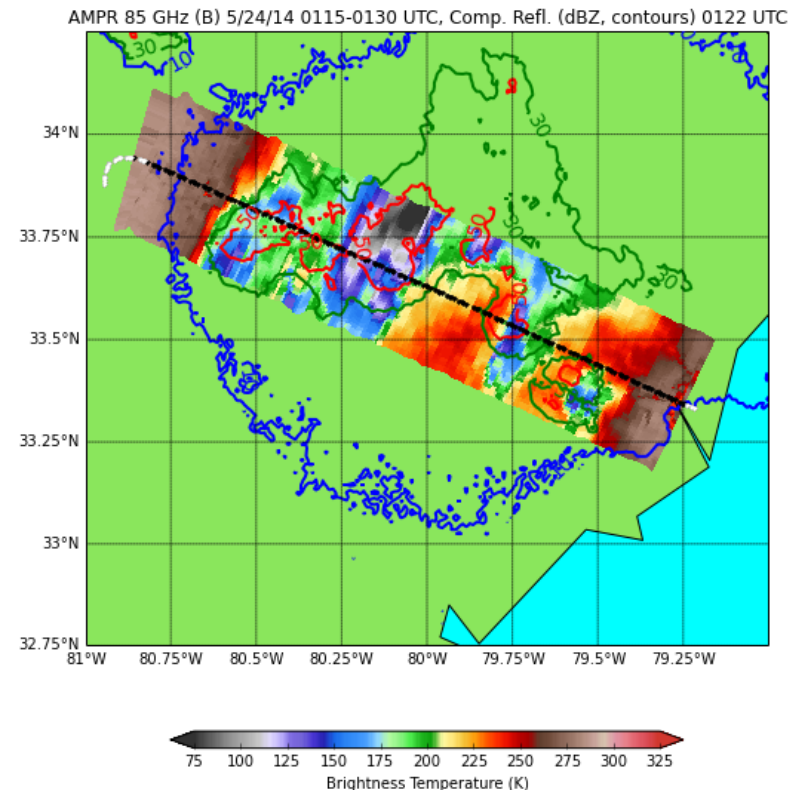 AMPR 85 GHz (B) 5/24/14 0115-0130 UTC, Comp. Refl. (dBZ, contours) 0122 UTC
30
10
30
34°N
50
50
30
33.75°N
50
50
30
50
33.5°N
33.25°N
33°N
32.75°N
81°W 80.75°W 80.5°W 80.25°W 80°W 79.75°W 79.5°W 79.25°W
75 100 125 150 175 200 225 250 275 300 325
Brightness Temperature (K)